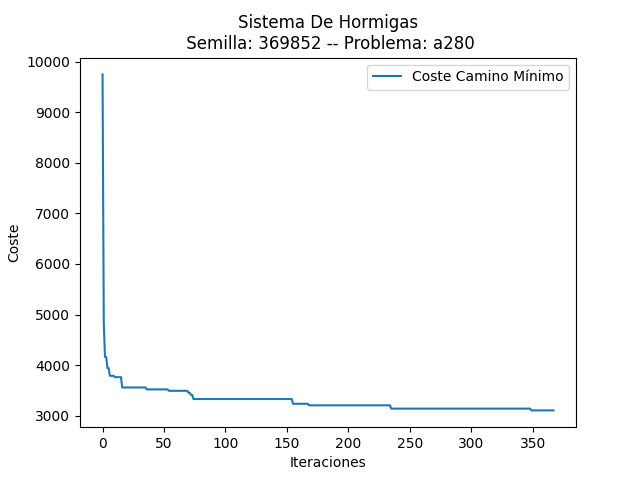 Sistema De Hormigas
Semilla: 369852 -- Problema: a280
Coste Camino Mínimo
10000
9000
8000
7000
6000
5000
4000
3000
Coste
0 50 100 150 200 250 300 350
Iteraciones